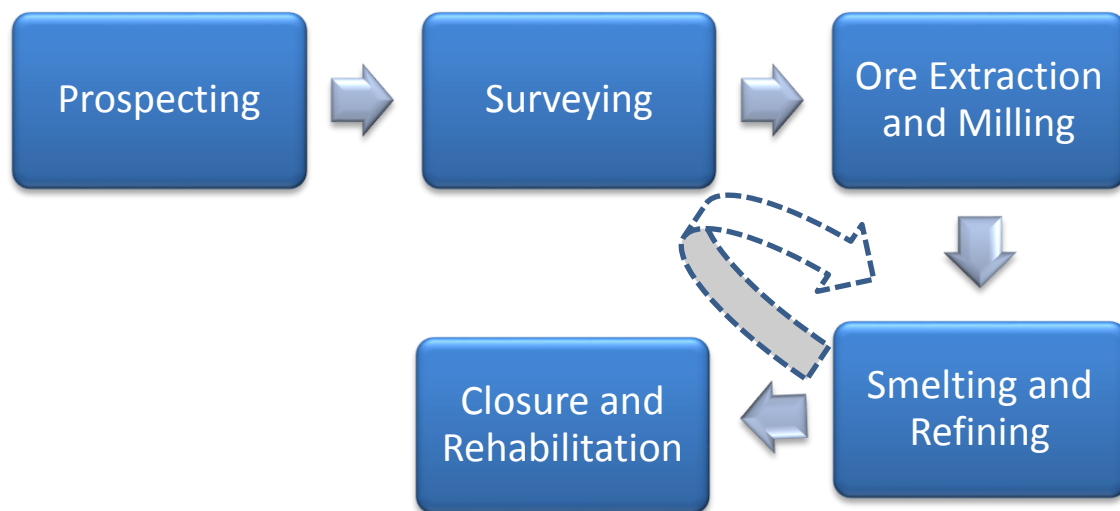 Prospecting
Surveying
Ore Extraction
and Milling
Smelting and
Refining
Closure and
Rehabilitation